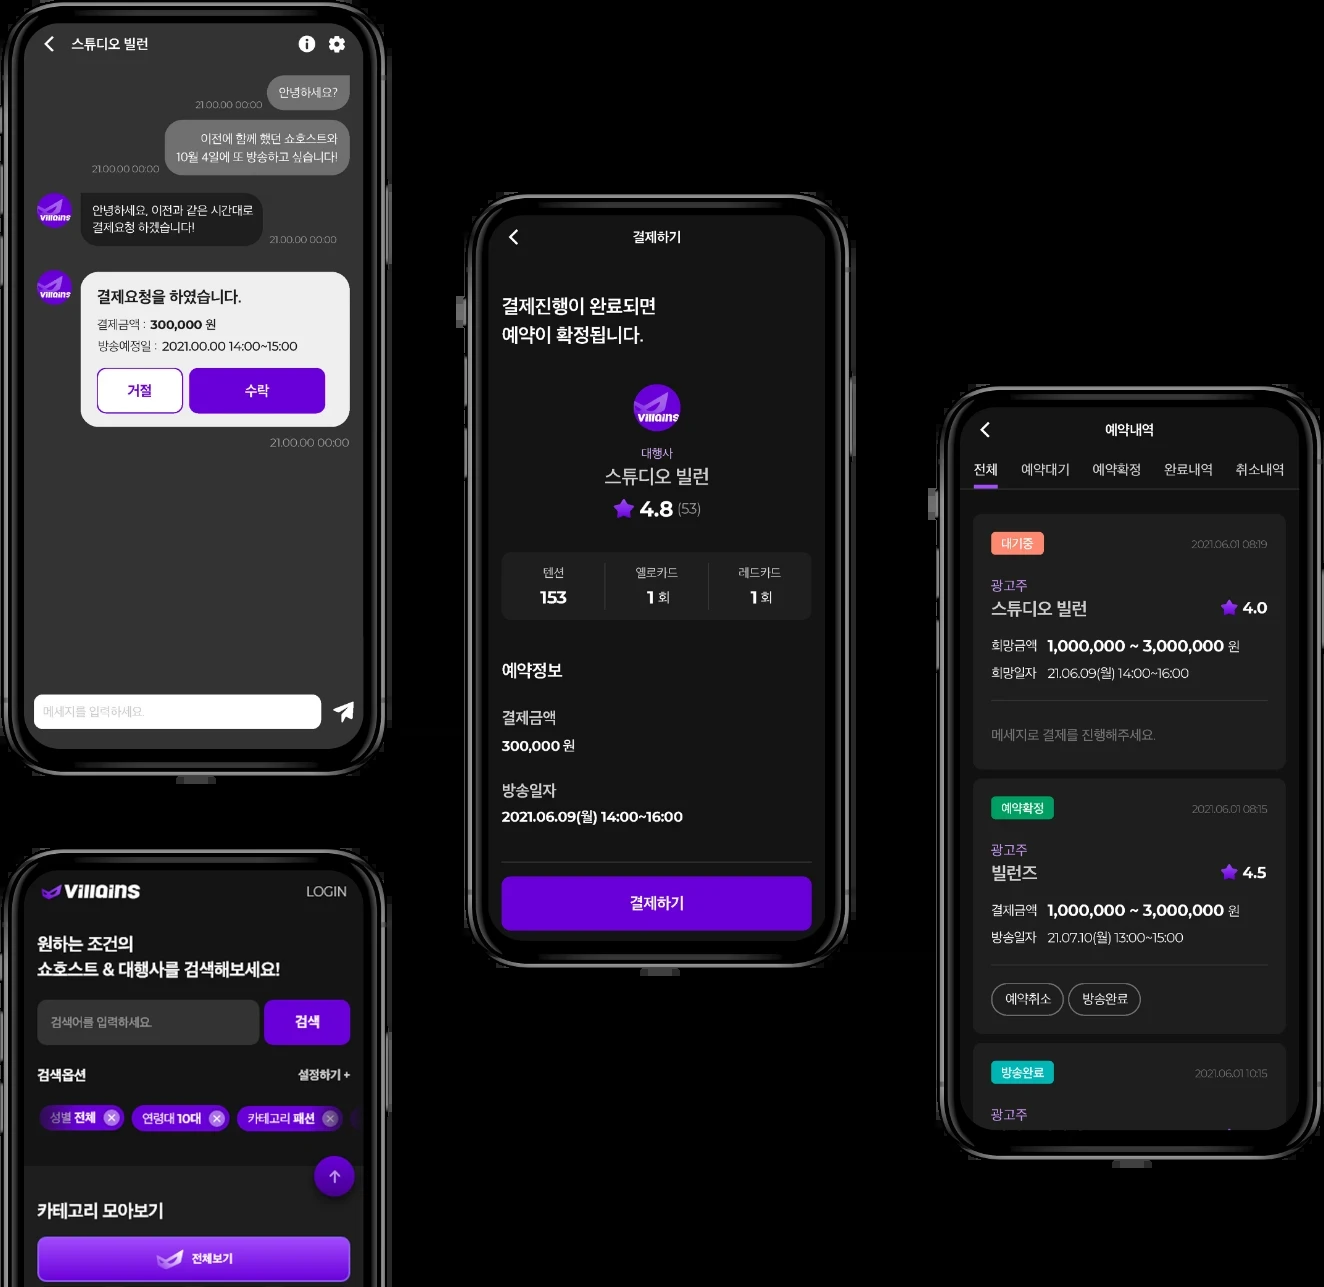 스튜디오 빌런
안녕하세요?
21.00.00 00:00
이전에 함께 했던 쇼호스트와
10월 4일에 또 방송하고 싶습니다!
21.00.00 00:00
Villains
안녕하세요, 이전과 같은 시간대로
결제요청 하겠습니다!
21.00.00 00:00
Villains
결제요청을 하였습니다.
결제금액 : 300,000 원
방송예정일 : 2021.00.00 14:00~15:00
거절
수락
21.00.00 00:00
메세지를 입력하세요.
Villains
LOGIN
원하는 조건의
쇼호스트 & 대행사를 검색해보세요!
검색어를 입력하세요.
검색
검색옵션
설정하기 +
성별 전체
연령대 10대
카테고리 패션
카테고리 모아보기
전체보기
결제하기
결제진행이 완료되면
예약이 확정됩니다.
Villains
대행사
스튜디오 빌런
4.8 (53)
텐션
153
옐로카드
1 회
레드카드
1 회
예약정보
결제금액
300,000 원
방송일자
2021.06.09(월) 14:00~16:00
결제하기
예약내역
전체
예약대기
예약확정
완료내역
취소내역
대기중
2021.06.01 08:19
광고주
스튜디오 빌런
4.0
희망금액 1,000,000 ~ 3,000,000 원
희망일자 21.06.09(월) 14:00~16:00
메세지로 결제를 진행해주세요.
예약확정
2021.06.01 08:15
광고주
빌런즈
4.5
결제금액 1,000,000 ~ 3,000,000 원
방송일자 21.07.10(월) 13:00~15:00
예약취소
방송완료
방송완료
2021.06.01 10:15
광고주